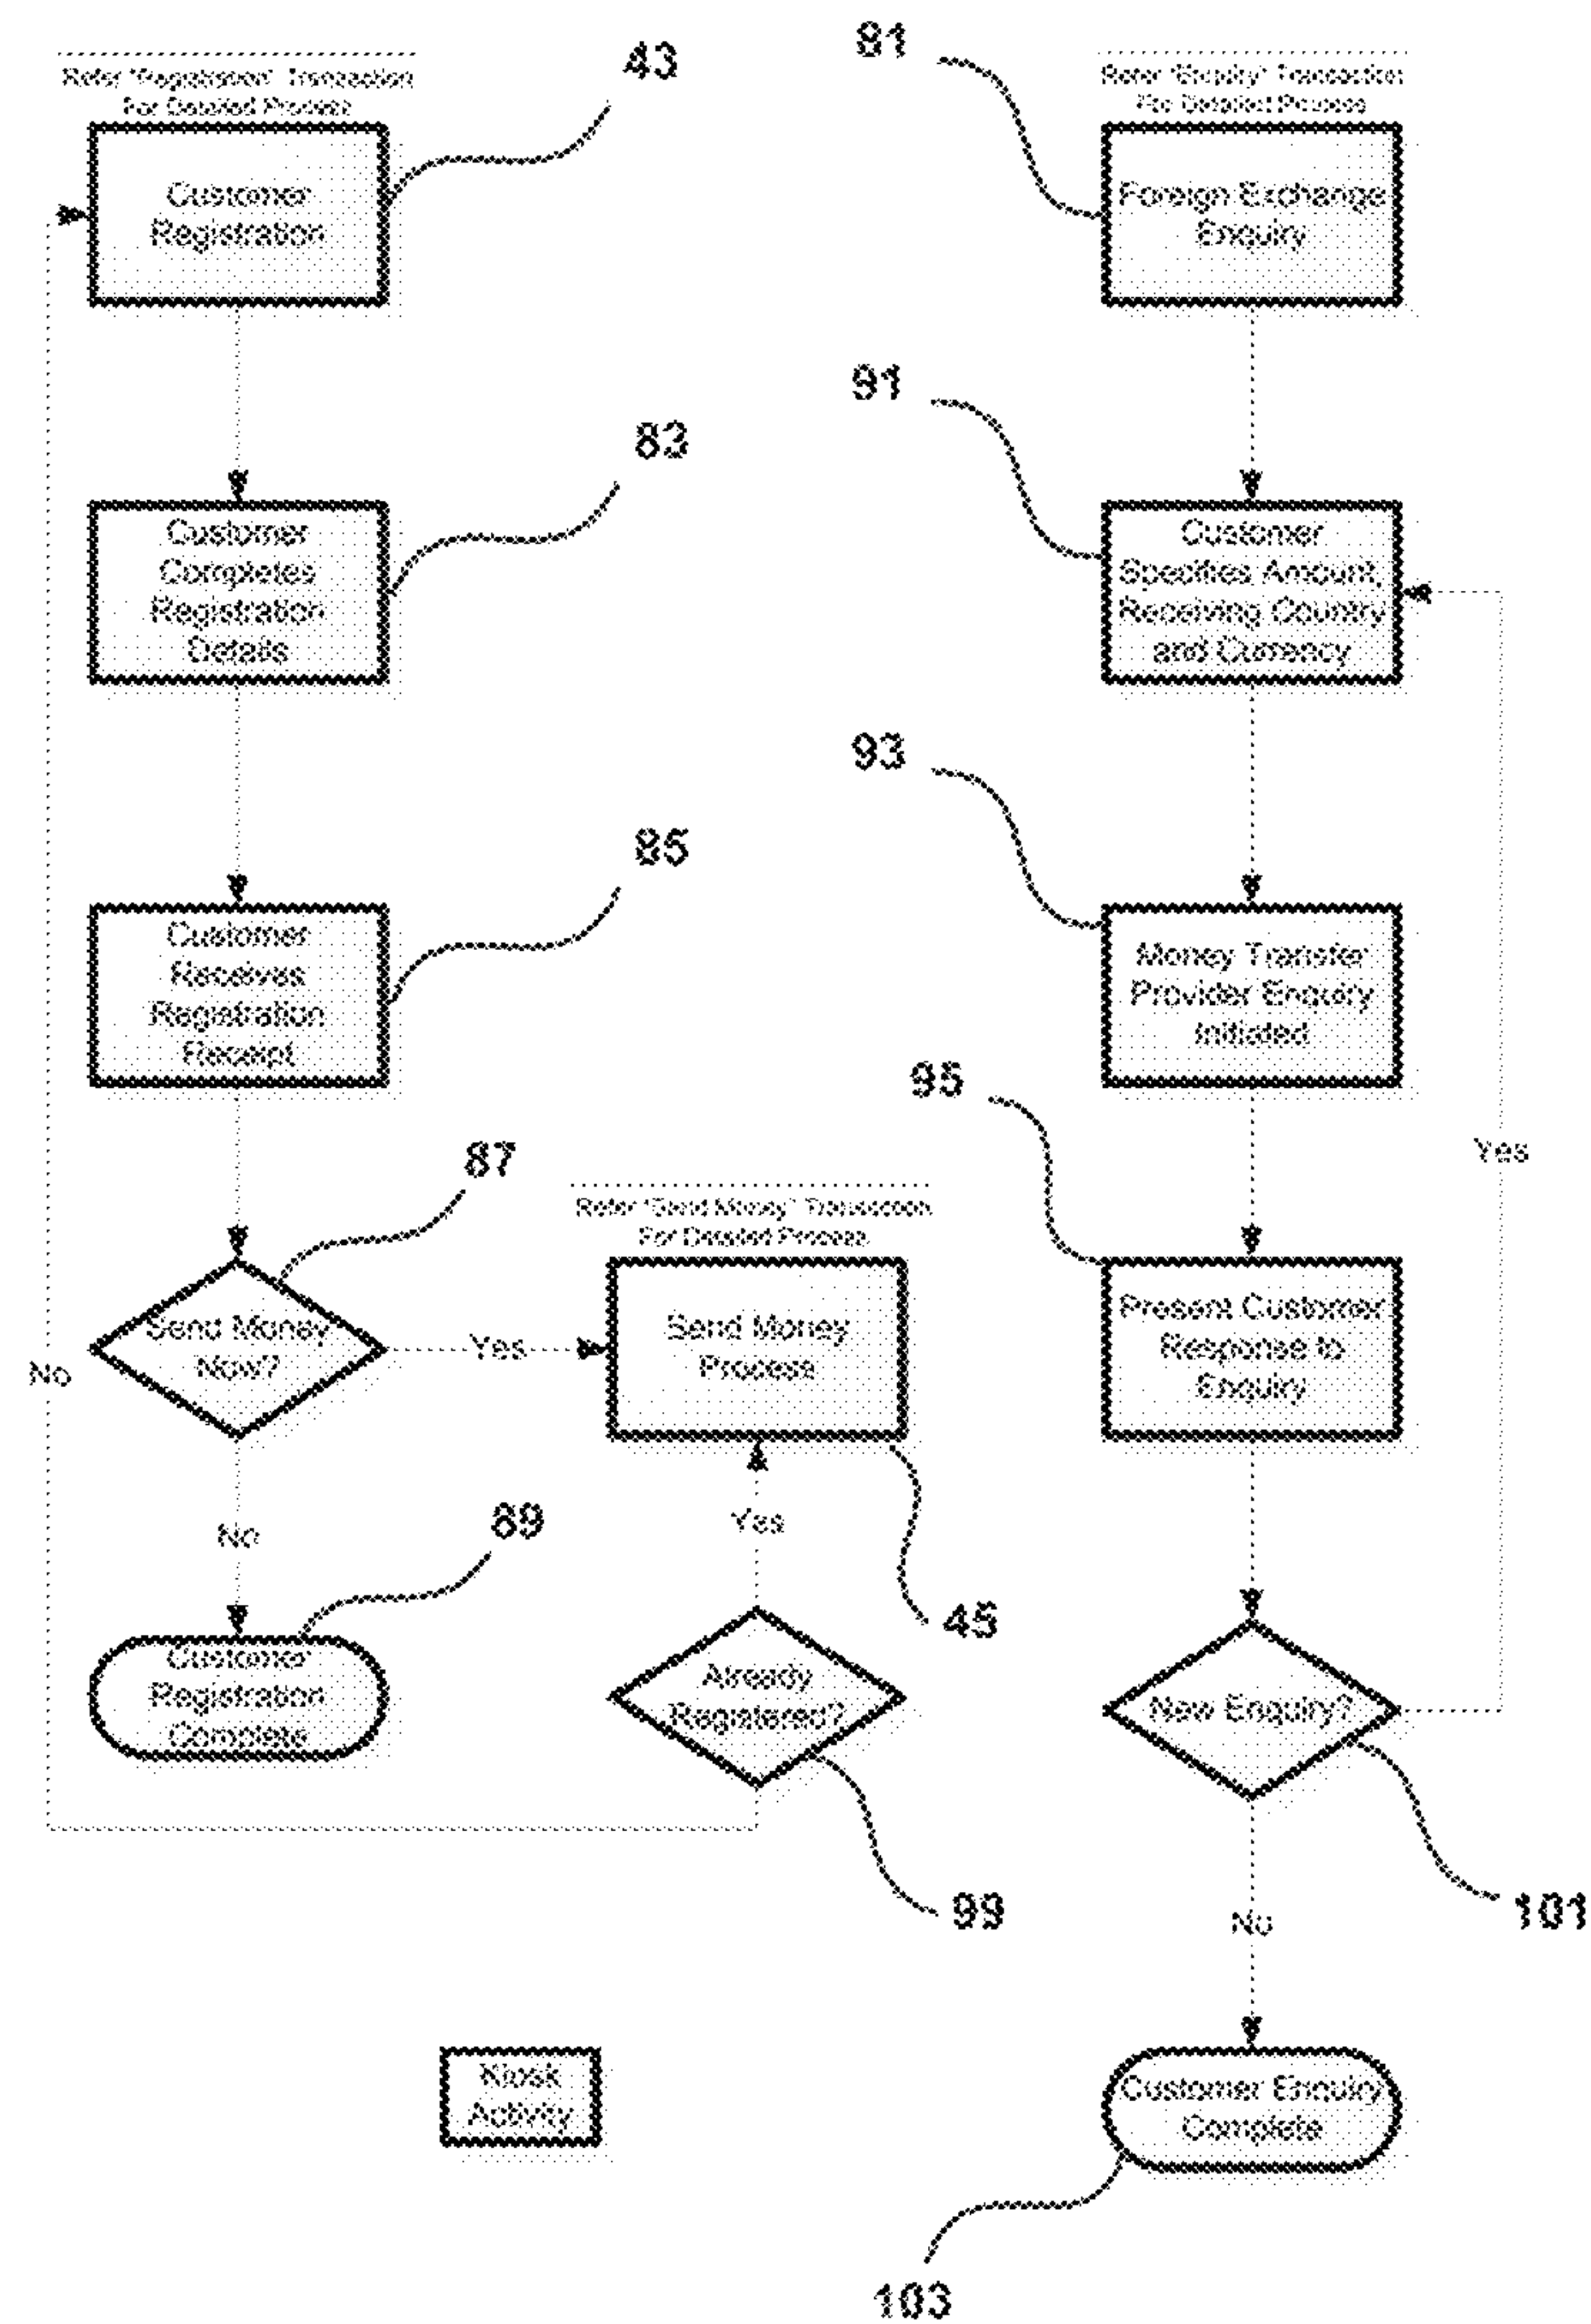 43
81
Refer "Registration" Transaction
For Detailed Process
Refer "Enquiry" Transaction
For Detailed Process
Customer
Registration
Foreign Exchange
Enquiry
91
83
Customer
Completes
Registration
Details
Customer
Specifies Amount,
Receiving Country
and Currency
93
85
Customer
Receives
Registration
Receipt
Money Transfer
Provider Enquiry
Initiated
95
87
Yes
Refer "Send Money" Transaction
For Detailed Process
Send Money
Now?
Yes
Send Money
Process
Present Customer
Response to
Enquiry
No
No
89
Yes
45
Customer
Registration
Complete
Already
Registered?
New Enquiry?
99
101
No
Kiosk
Activity
Customer Enquiry
Complete
103